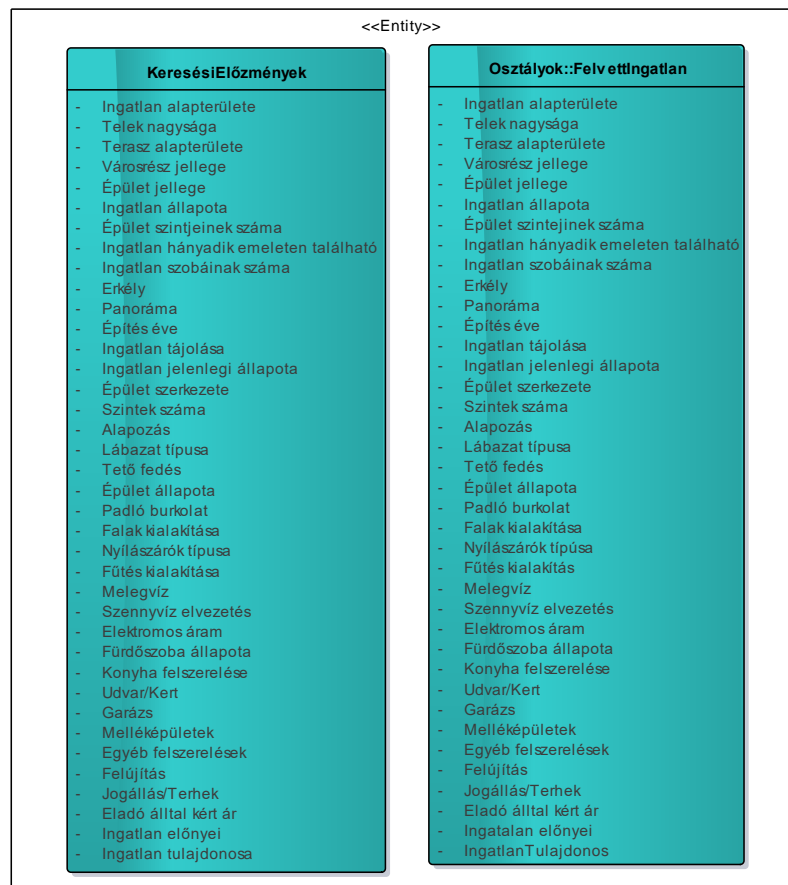 <<Entity>>
KeresésiElőzmények
- Ingatlan alapterülete
- Telek nagysága
- Terasz alapterülete
- Városrész jellege
- Épület jellege
- Ingatlan állapota
- Épület szintjeinek száma
- Ingatlan hányadik emeleten található
- Ingatlan szobáinak száma
- Erkély
- Panoráma
- Építés éve
- Ingatlan tájolása
- Ingatlan jelenlegi állapota
- Épület szerkezete
- Szintek száma
- Alapozás
- Lábazat típusa
- Tető fedés
- Épület állapota
- Padló burkolat
- Falak kialakítása
- Nyílászárók típusa
- Fűtés kialakítása
- Melegvíz
- Szennyvíz elvezetés
- Elektromos áram
- Fürdőszoba állapota
- Konyha felszerelése
- Udvar/Kert
- Garázs
- Melléképületek
- Egyéb felszerelések
- Felújítás
- Jogállás/Terhek
- Eladó álltal kért ár
- Ingatlan előnyei
- Ingatlan tulajdonosa
Osztályok::FelvettIngatlan
- Ingatlan alapterülete
- Telek nagysága
- Terasz alapterülete
- Városrész jellege
- Épület jellege
- Ingatlan állapota
- Épület szintejinek száma
- Ingatlan hányadik emeleten található
- Ingatlan szobáinak száma
- Erkély
- Panoráma
- Építés éve
- Ingatlan tájolása
- Ingatlan jelenlegi állapota
- Épület szerkezete
- Szintek száma
- Alapozás
- Lábazat típusa
- Tető fedés
- Épület állapota
- Padló burkolat
- Falak kialakítása
- Nyílászárók típúsa
- Fűtés kialakítás
- Melegvíz
- Szennyvíz elvezetés
- Elektromos áram
- Fürdőszoba állapota
- Konyha felszerelése
- Udvar/Kert
- Garázs
- Melléképületek
- Egyéb felszerelések
- Felújítás
- Jogállás/Terhek
- Eladó álltal kért ár
- Ingatalan előnyei
- IngatlanTulajdonos